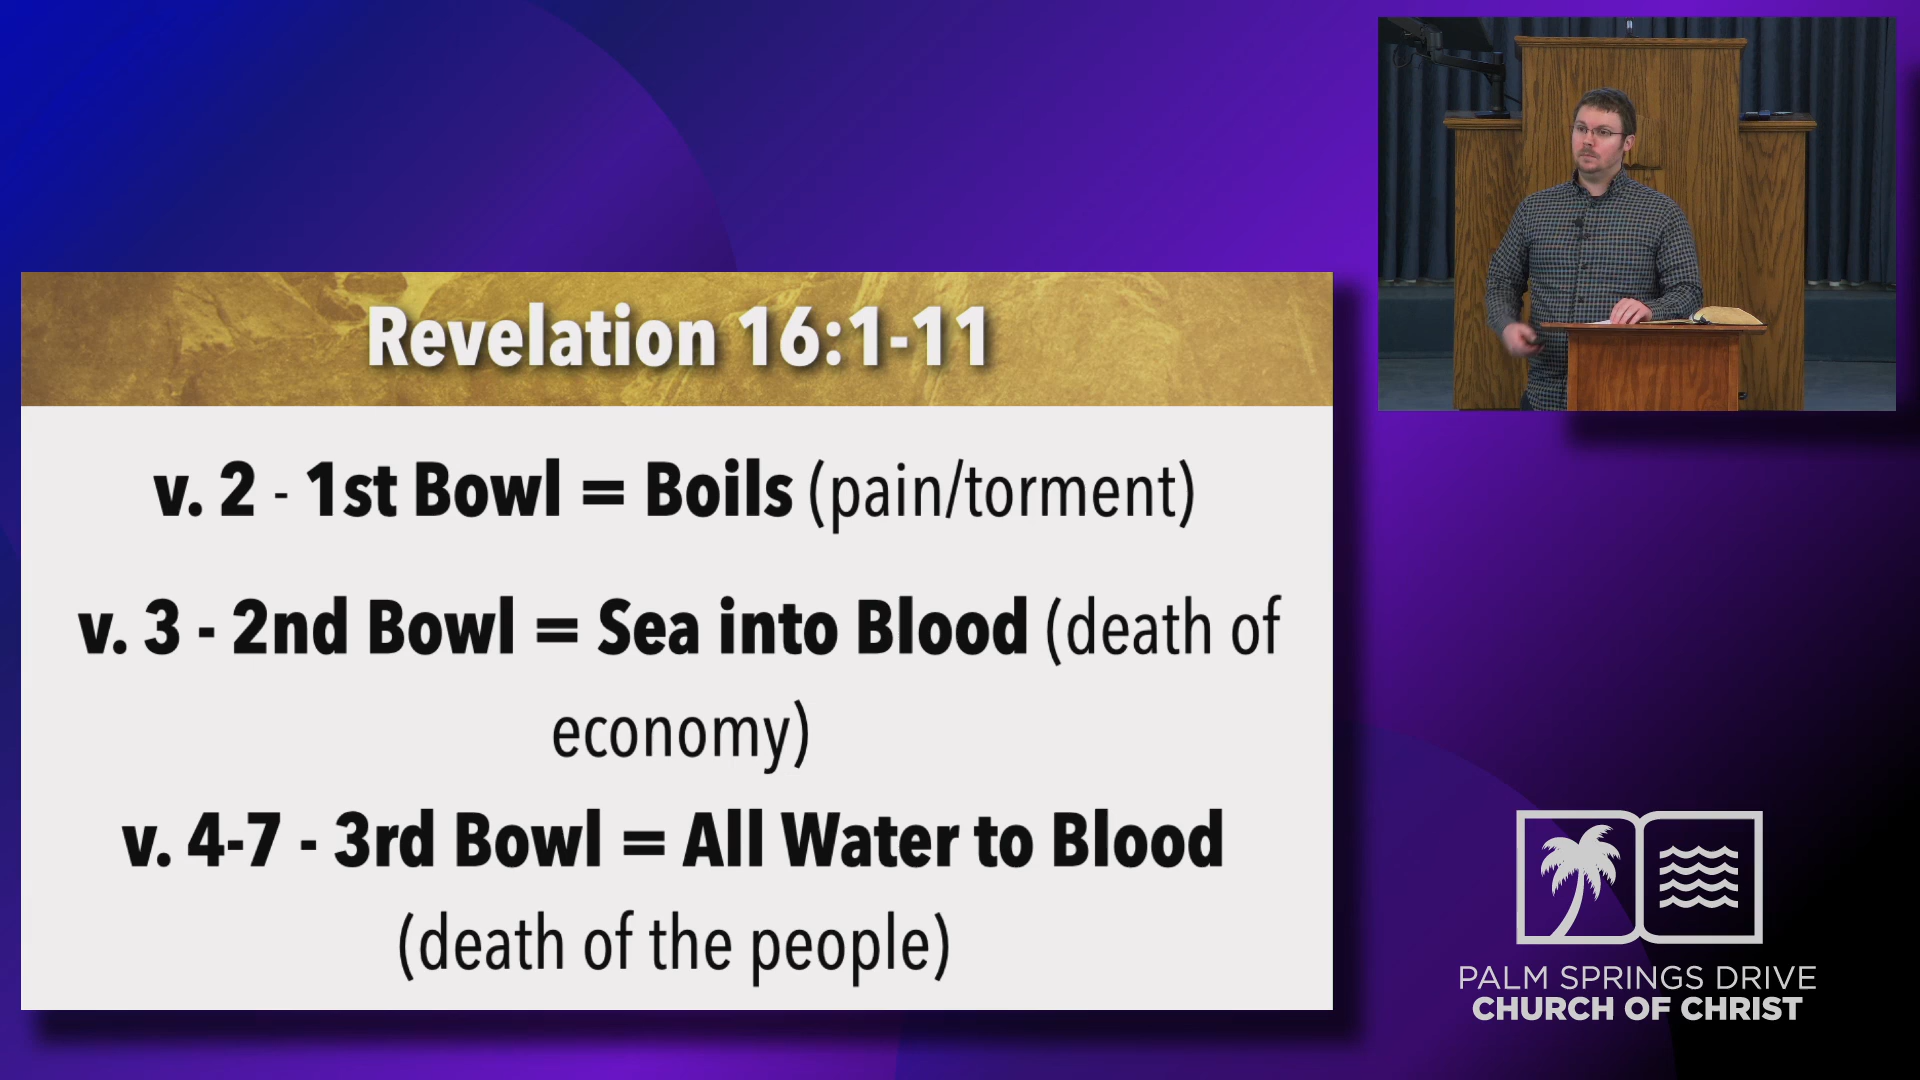 Revelation 16:1-11
v. 2 - 1st Bowl = Boils (pain/torment)
v. 3 - 2nd Bowl = Sea into Blood (death of
economy)
v. 4-7 - 3rd Bowl = All Water to Blood
(death of the people)
PALM SPRINGS DRIVE
CHURCH OF CHRIST